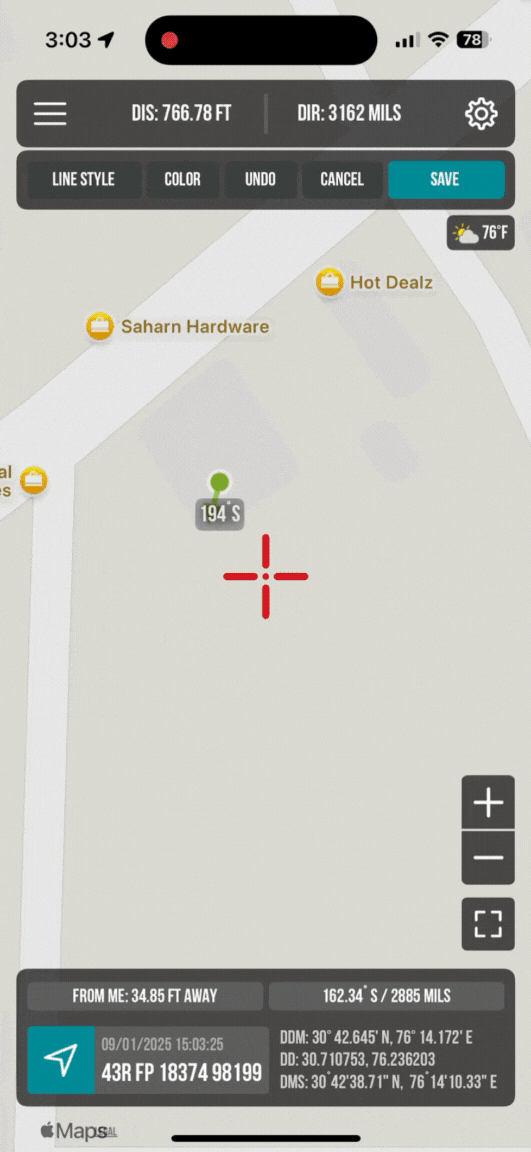 3:03
78
DIS: 766.78 FT
DIR: 3162 MILS
LINE STYLE
COLOR
UNDO
CANCEL
SAVE
76°F
Hot Dealz
Saharn Hardware
al
es
194° S
FROM ME: 34.85 FT AWAY
162.34° S / 2885 MILS
09/01/2025 15:03:25
43R FP 18374 98199
DDM: 30° 42.645' N, 76° 14.172' E
DD: 30.710753, 76.236203
DMS: 30°42'38.71" N, 76°14'10.33" E
Maps